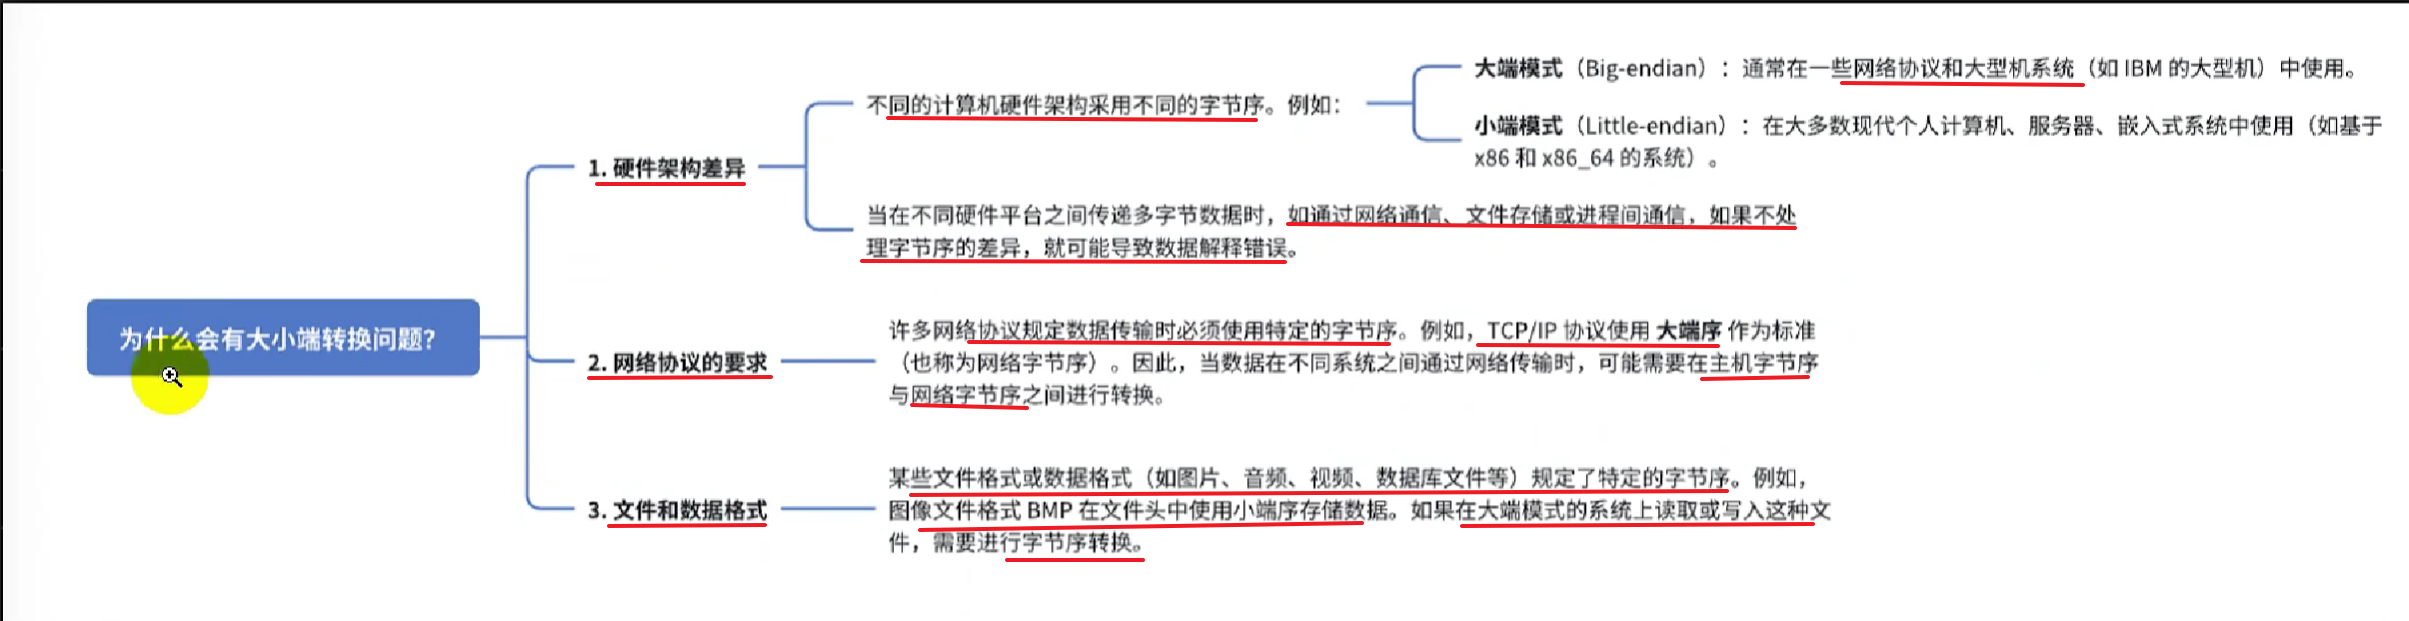 为什么会有大小端转换问题？
1. 硬件架构差异
不同的计算机硬件架构采用不同的字节序。例如：
大端模式（Big-endian）：通常在一些网络协议和大型机系统（如 IBM 的大型机）中使用。
小端模式（Little-endian）：在大多数现代个人计算机、服务器、嵌入式系统中使用（如基于
x86 和 x86_64 的系统）。
当在不同硬件平台之间传递多字节数据时，如通过网络通信、文件存储或进程间通信，如果不处
理字节序的差异，就可能导致数据解释错误。
2. 网络协议的要求
许多网络协议规定数据传输时必须使用特定的字节序。例如，TCP/IP 协议使用 大端序 作为标准
（也称为网络字节序）。因此，当数据在不同系统之间通过网络传输时，可能需要在主机字节序
与网络字节序之间进行转换。
3. 文件和数据格式
某些文件格式或数据格式（如图片、音频、视频、数据库文件等）规定了特定的字节序。例如，
图像文件格式 BMP 在文件头中使用小端序存储数据。如果在大端模式的系统上读取或写入这种文
件，需要进行字节序转换。